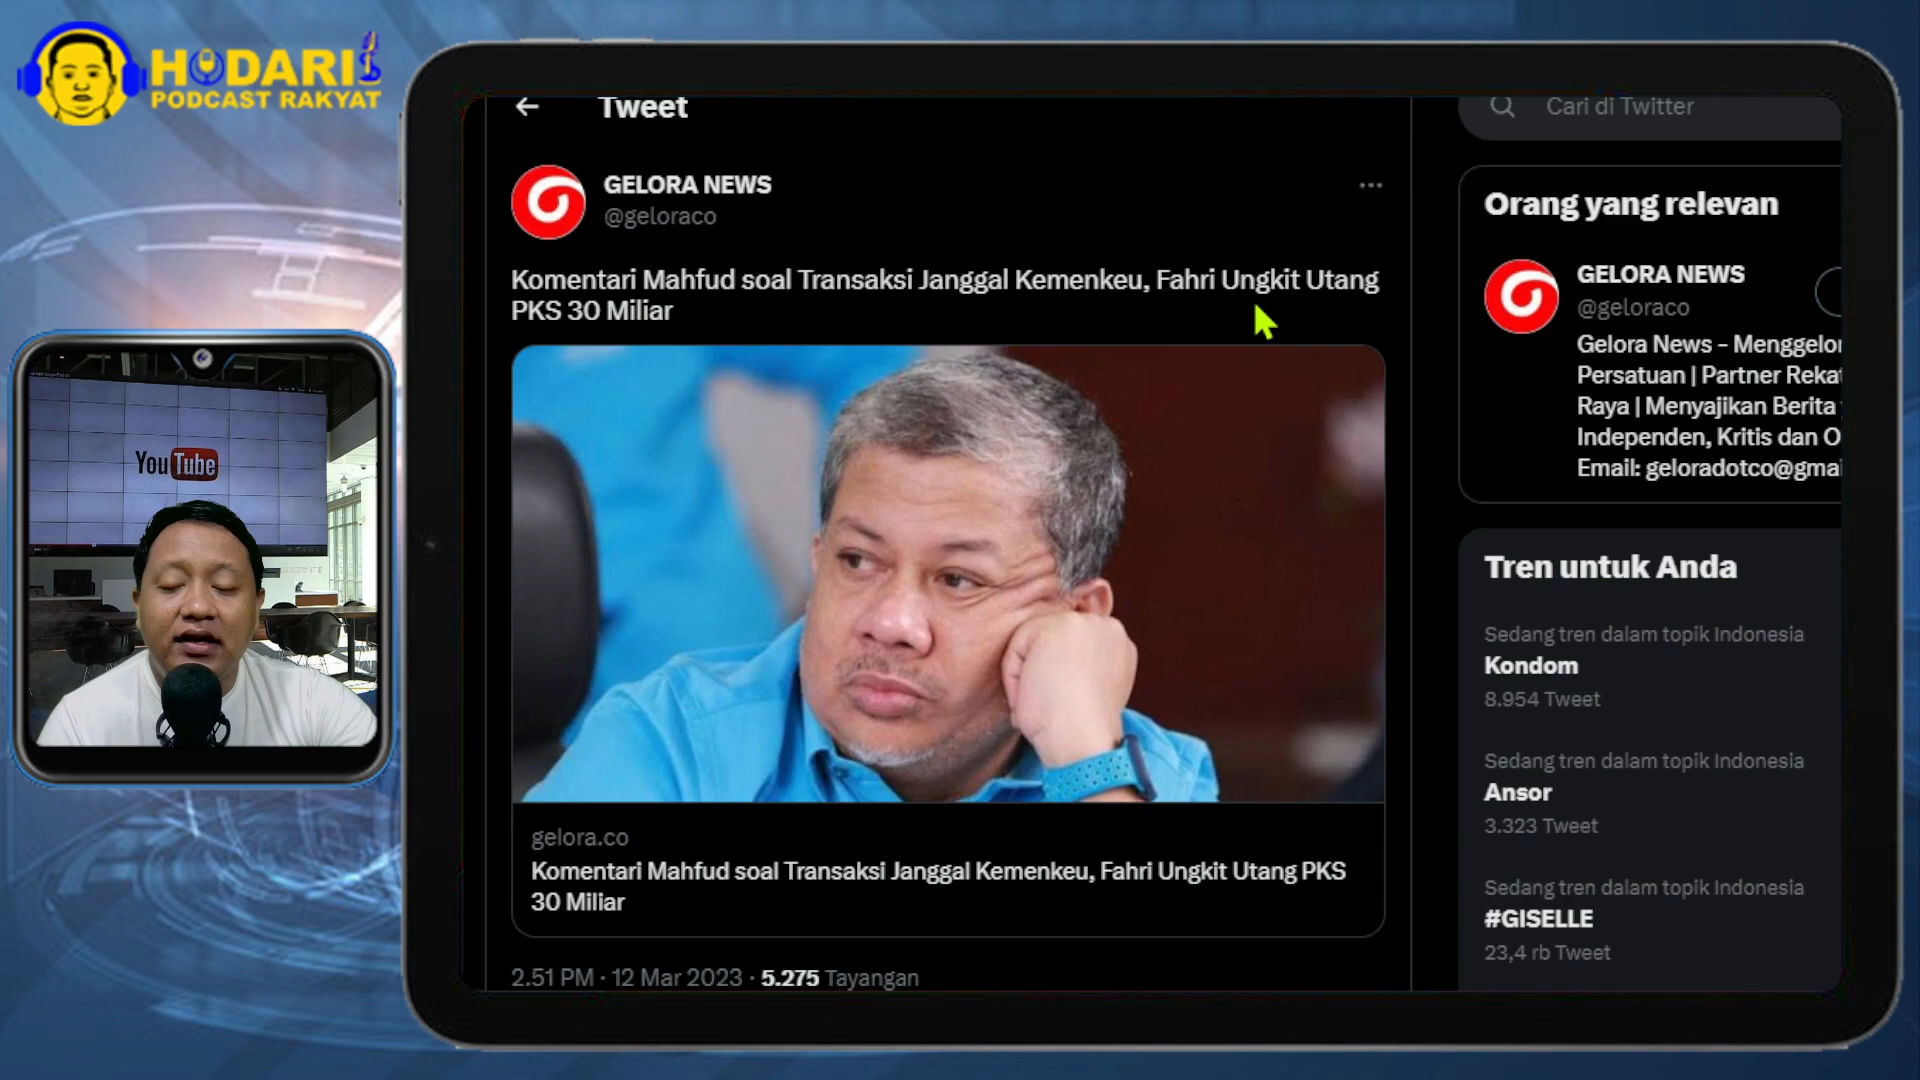 HODARI
PODCAST RAKYAT
YouTube
Tweet
GELORA NEWS
@geloraco
Komentari Mahfud soal Transaksi Janggal Kemenkeu, Fahri Ungkit Utang
PKS 30 Miliar
gelora.co
Komentari Mahfud soal Transaksi Janggal Kemenkeu, Fahri Ungkit Utang PKS
30 Miliar
2.51 PM · 12 Mar 2023 · 5.275 Tayangan
Cari di Twitter
Orang yang relevan
GELORA NEWS
@geloraco
Gelora News – Menggelor
Persatuan | Partner Reka
Raya | Menyajikan Berita
Independen, Kritis dan O
Email: geloradotco@gmai
Tren untuk Anda
Sedang tren dalam topik Indonesia
Kondom
8.954 Tweet
Sedang tren dalam topik Indonesia
Ansor
3.323 Tweet
Sedang tren dalam topik Indonesia
#GISELLE
23,4 rb Tweet